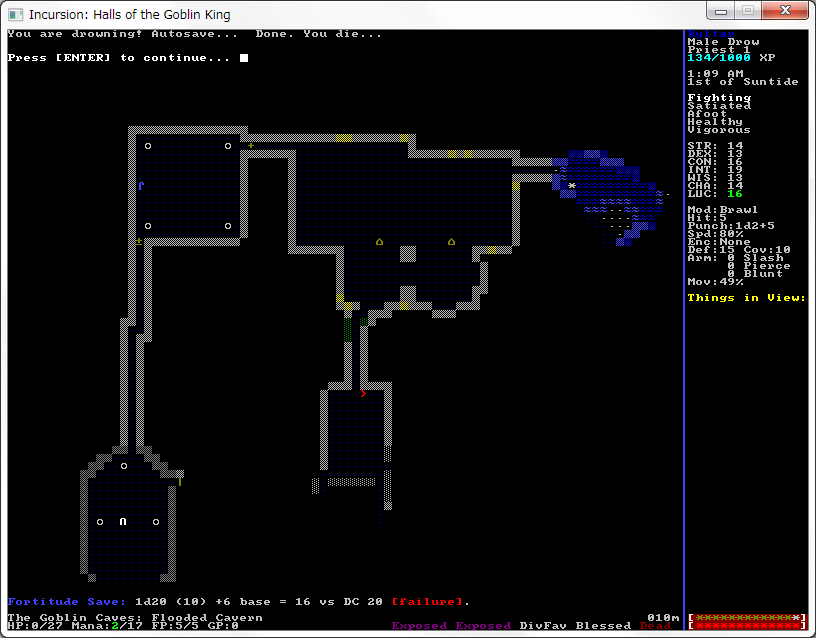 Incursion: Halls of the Goblin King
You are drowning! Autosave... Done. You die...
Press [ENTER] to continue...
Male Drow
Priest 1
134/1000 XP
1:09 AM
1st of Suntide
Fighting
Satiated
Afoot
Healthy
Vigorous
STR: 14
DEX: 13
CON: 16
INT: 19
WIS: 13
CHA: 14
LUC: 16
Mod:Brawl
Hit:5
Punch:1d2+5
Spd:80%
Enc:None
Def:15 Cov:10
Arm: 0 Slash
0 Pierce
0 Blunt
Mov:49%
Things in View:
Fortitude Save: 1d20 (10) +6 base = 16 vs DC 20 [failure].
The Goblin Caves: Flooded Cavern 010m
HP:0/27 Mana:2/17 FP:5/5 GP:0 Exposed Exposed DivFav Blessed Dead